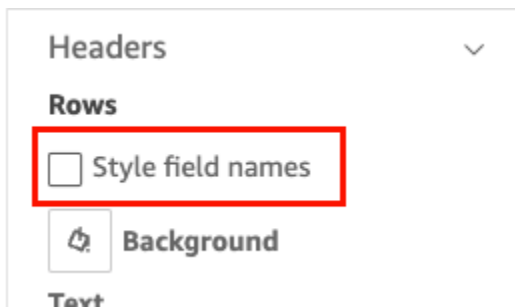 Headers
Rows
Style field names
Background
Text